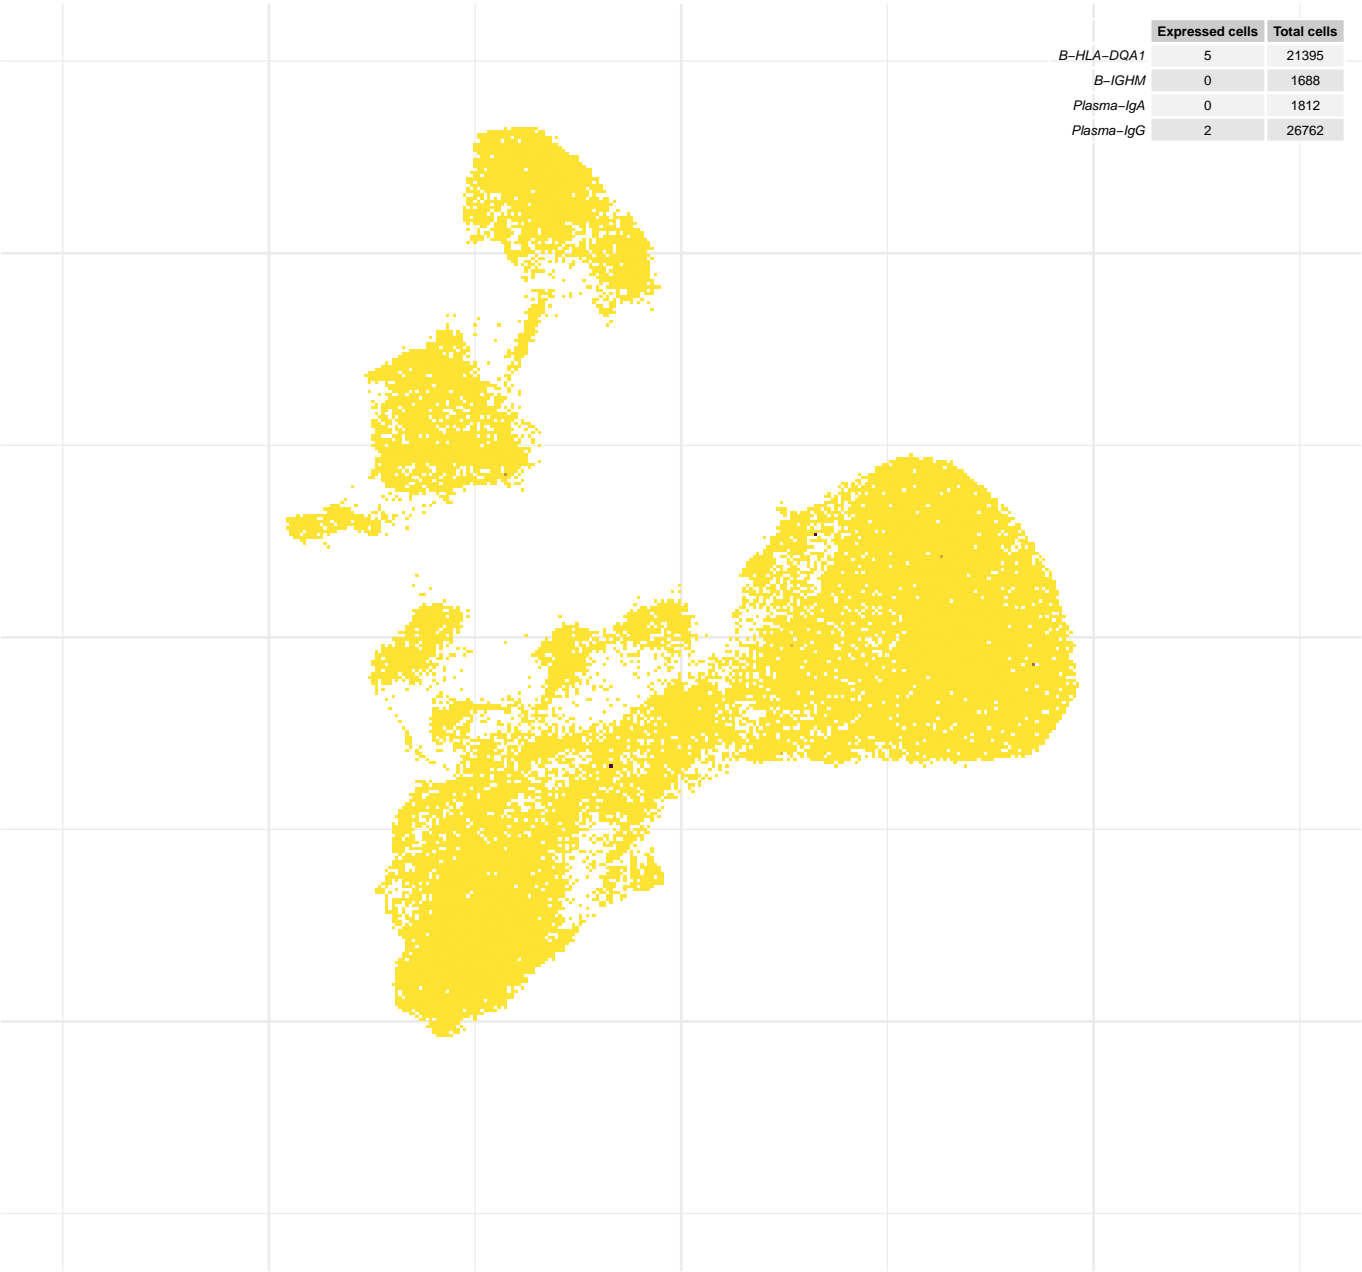 Expressed cells Total cells
B−HLA−DQA1 5 21395
B−IGHM 0 1688
Plasma−IgA 0 1812
Plasma−IgG 2 26762